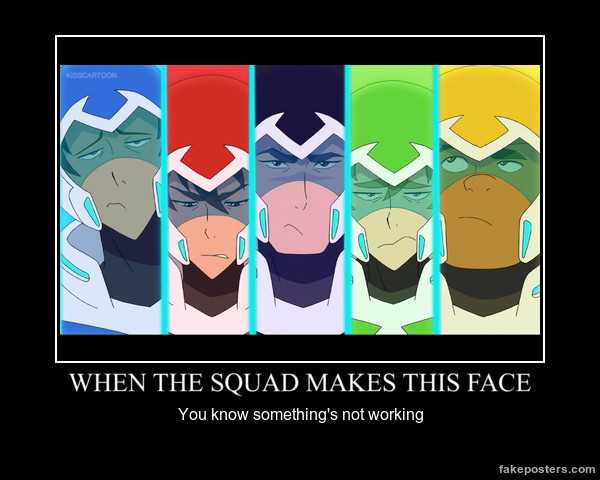 KISSCARTOON
WHEN THE SQUAD MAKES THIS FACE
You know something's not working
fakeposters.com